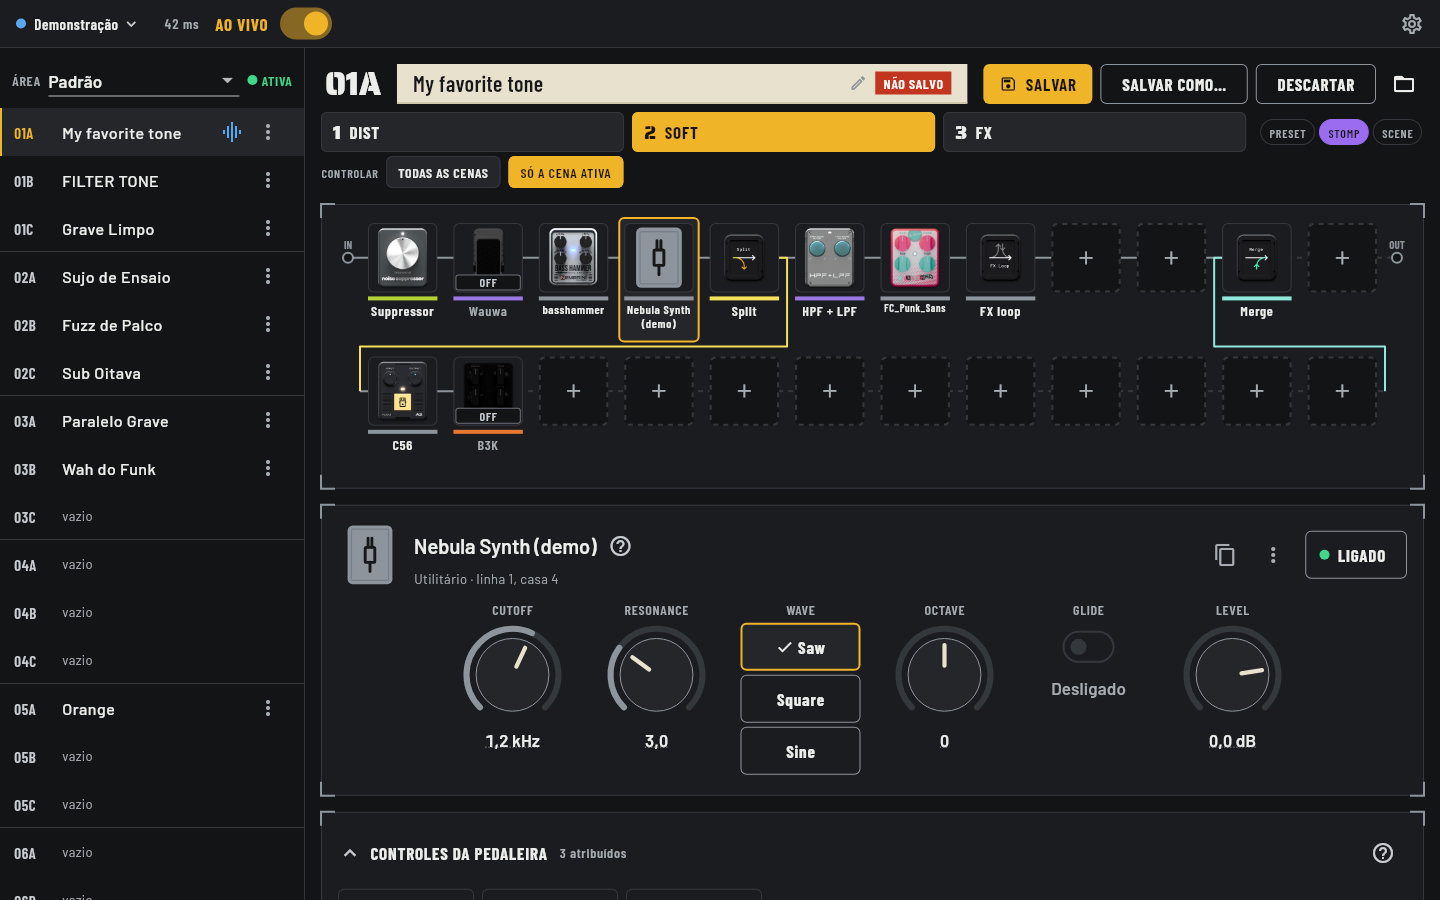 Demonstração
42 ms
AO VIVO
ÁREA Padrão
ATIVA
01A My favorite tone
01B FILTER TONE
01C Grave Limpo
02A Sujo de Ensaio
02B Fuzz de Palco
02C Sub Oitava
03A Paralelo Grave
03B Wah do Funk
03C vazio
04A vazio
04B vazio
04C vazio
05A Orange
05B vazio
05C vazio
06A vazio
01A
My favorite tone
NÃO SALVO
SALVAR
SALVAR COMO...
DESCARTAR
1 DIST
2 SOFT
3 FX
PRESET
STOMP
SCENE
CONTROLAR
TODAS AS CENAS
SÓ A CENA ATIVA
IN
OFF
Split
HPF+LPF
FX Loop
Merge
OUT
Suppressor
Wauwa
basshammer
Nebula Synth
(demo)
Split
HPF + LPF
FC_Punk_Sans
FX loop
Merge
OFF
C56
B3K
Nebula Synth (demo)
Utilitário · linha 1, casa 4
LIGADO
CUTOFF
RESONANCE
WAVE
OCTAVE
GLIDE
LEVEL
Saw
Square
Sine
Desligado
1,2 kHz
3,0
0
0,0 dB
CONTROLES DA PEDALEIRA
3 atribuídos